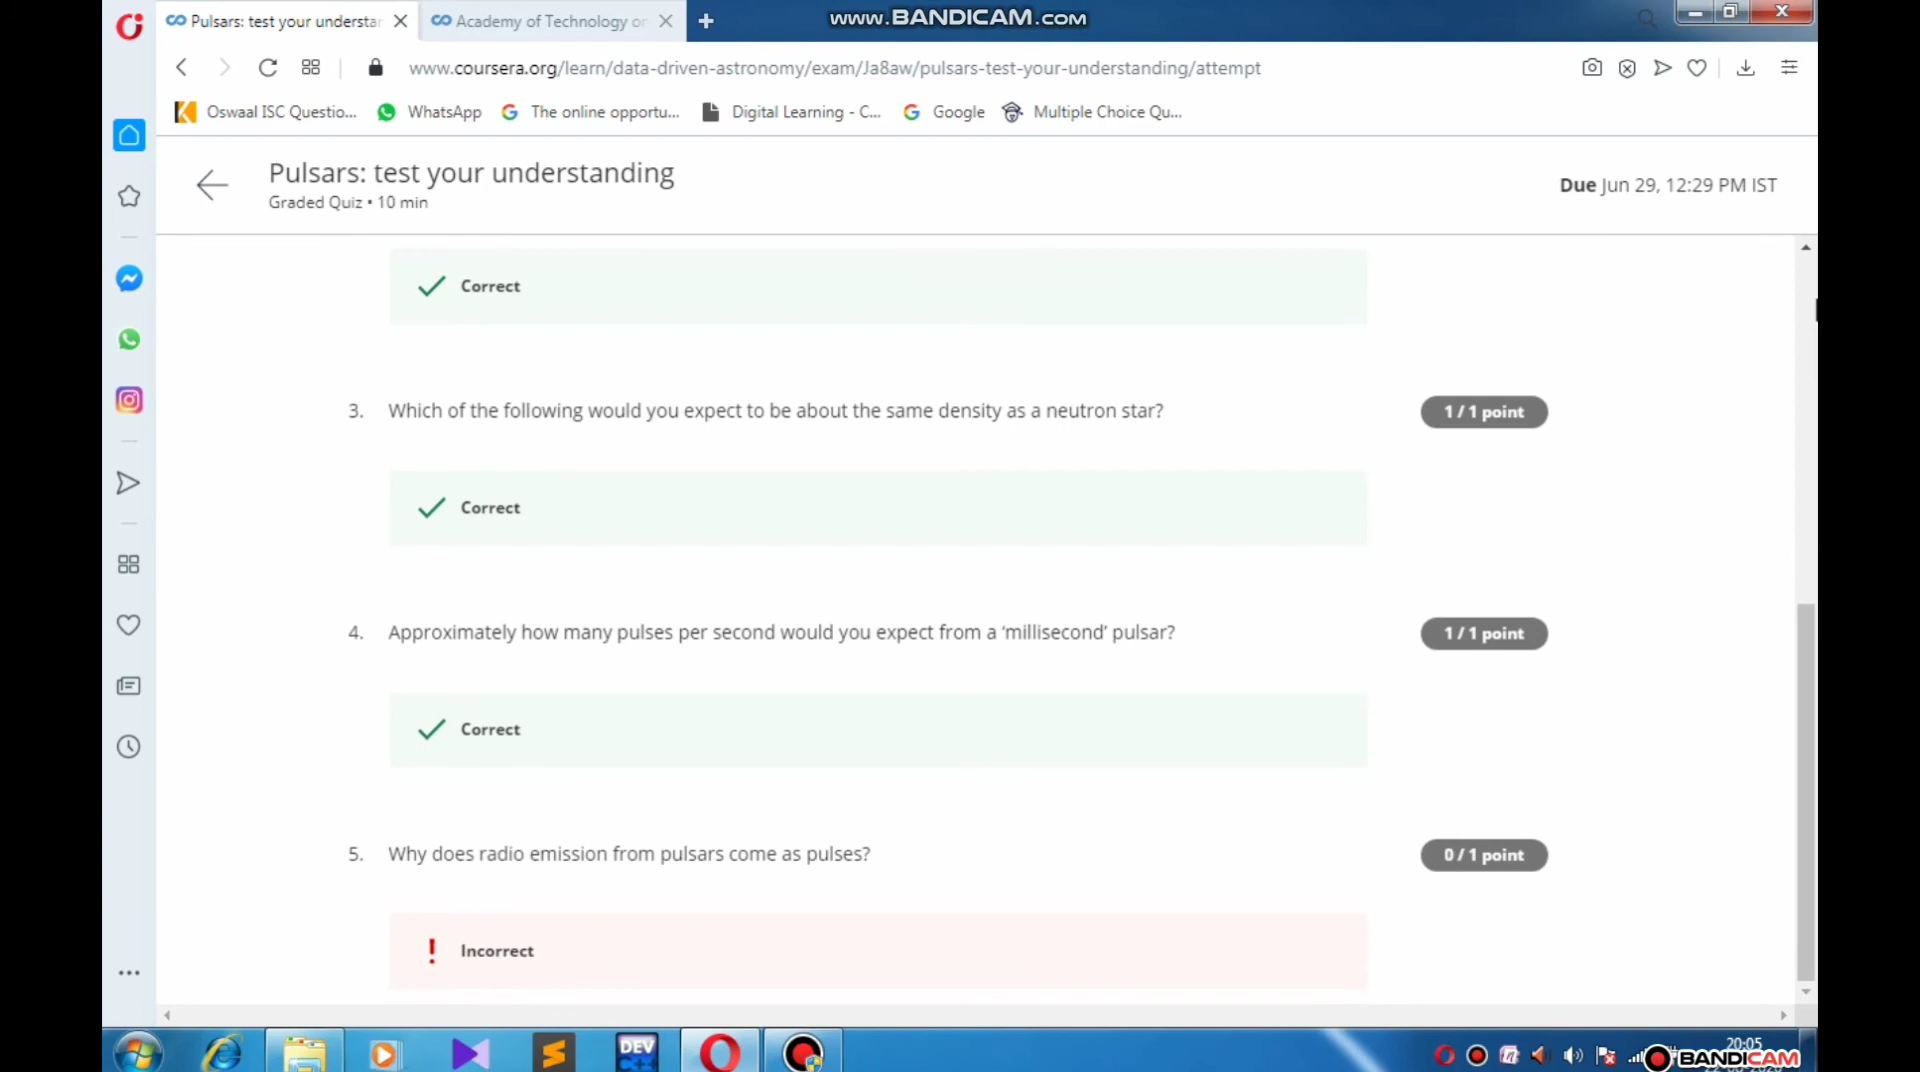 www.BANDICAM.com
Pulsars: test your understan
Academy of Technology on
www.coursera.org/learn/data-driven-astronomy/exam/Ja8aw/pulsars-test-your-understanding/attempt
Oswaal ISC Questio...
WhatsApp
The online opportu...
Digital Learning - C...
Google
Multiple Choice Qu...
Pulsars: test your understanding
Graded Quiz • 10 min
Due Jun 29, 12:29 PM IST
Correct
3. Which of the following would you expect to be about the same density as a neutron star?
1 / 1 point
Correct
4. Approximately how many pulses per second would you expect from a ‘millisecond’ pulsar?
1 / 1 point
Correct
5. Why does radio emission from pulsars come as pulses?
0 / 1 point
Incorrect
DEV
C++
20:05
BANDICAM